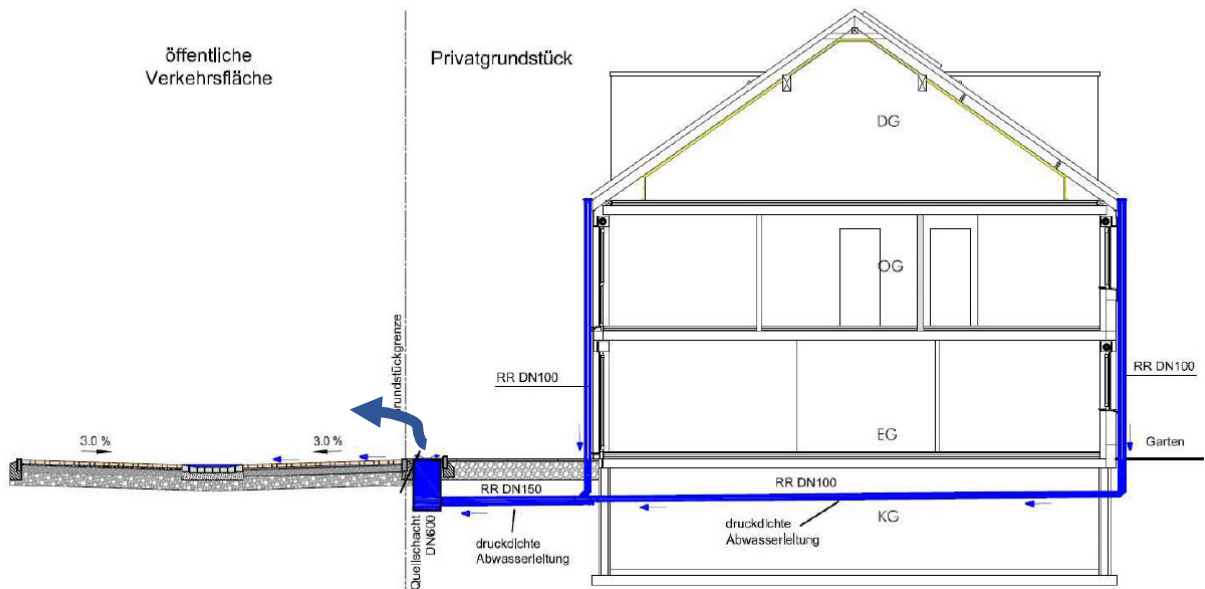 öffentliche
Verkehrsfläche
Privatgrundstück
DG
OG
rundstückgrenze
RR DN100
RR DN100
3.0 %
3.0 %
EG
Garten
RR DN150
RR DN100
KG
Quellschacht
DN600
druckdichte
Abwasserleitung
druckdichte
Abwasserleitung